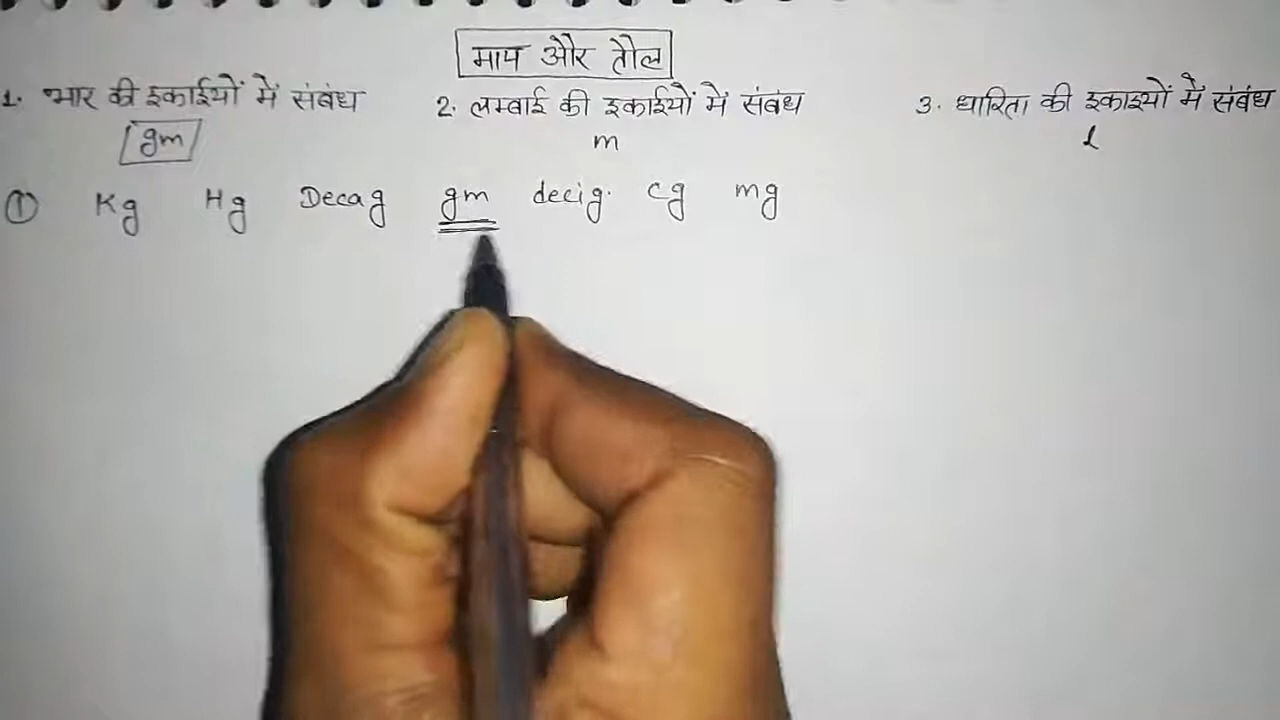 माप और तौल
1. भार की इकाईयों में संबंध
gm
2. लम्बाई की इकाईयों में संबंध
m
3. धारिता की इकाइयों में संबंध
l
① Kg Hg Decag gm decig. cg mg